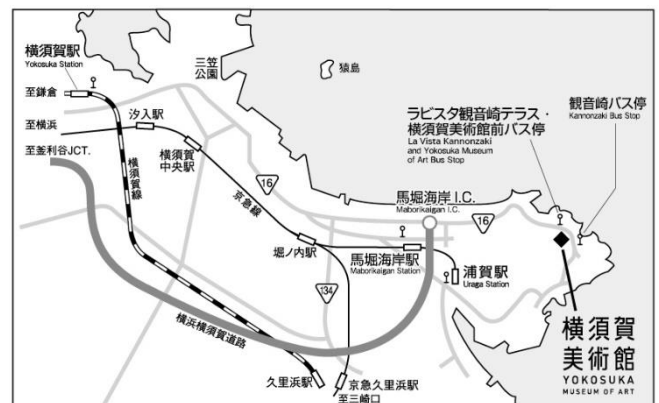 横須賀駅
Yokosuka Station
至鎌倉
至横浜
至釜利谷JCT.
汐入駅
横須賀
中央駅
三笠
公園
猿島
横須賀線
京急線
16
堀ノ内駅
134
横浜横須賀道路
久里浜駅
京急久里浜駅
至三崎口
馬堀海岸I.C.
Maborikaigan I.C.
16
馬堀海岸駅
Maborikaigan Station
浦賀駅
Uraga Station
ラビスタ観音崎テラス・
横須賀美術館前バス停
La Vista Kannonzaki
and Yokosuka Museum
of Art Bus Stop
観音崎バス停
Kannonzaki Bus Stop
横須賀
美術館
YOKOSUKA
MUSEUM OF ART